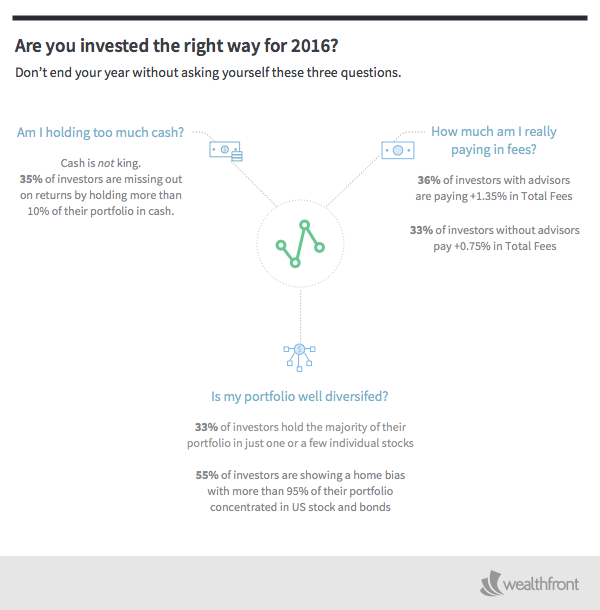 Are you invested the right way for 2016?
Don't end your year without asking yourself these three questions.
Am I holding too much cash?
Cash is not king.
35% of investors are missing out
on returns by holding more than
10% of their portfolio in cash.
How much am I really
paying in fees?
36% of investors with advisors
are paying +1.35% in Total Fees
33% of investors without advisors
pay +0.75% in Total Fees
Is my portfolio well diversifed?
33% of investors hold the majority of their
portfolio in just one or a few individual stocks
55% of investors are showing a home bias
with more than 95% of their portfolio
concentrated in US stock and bonds
wealthfront